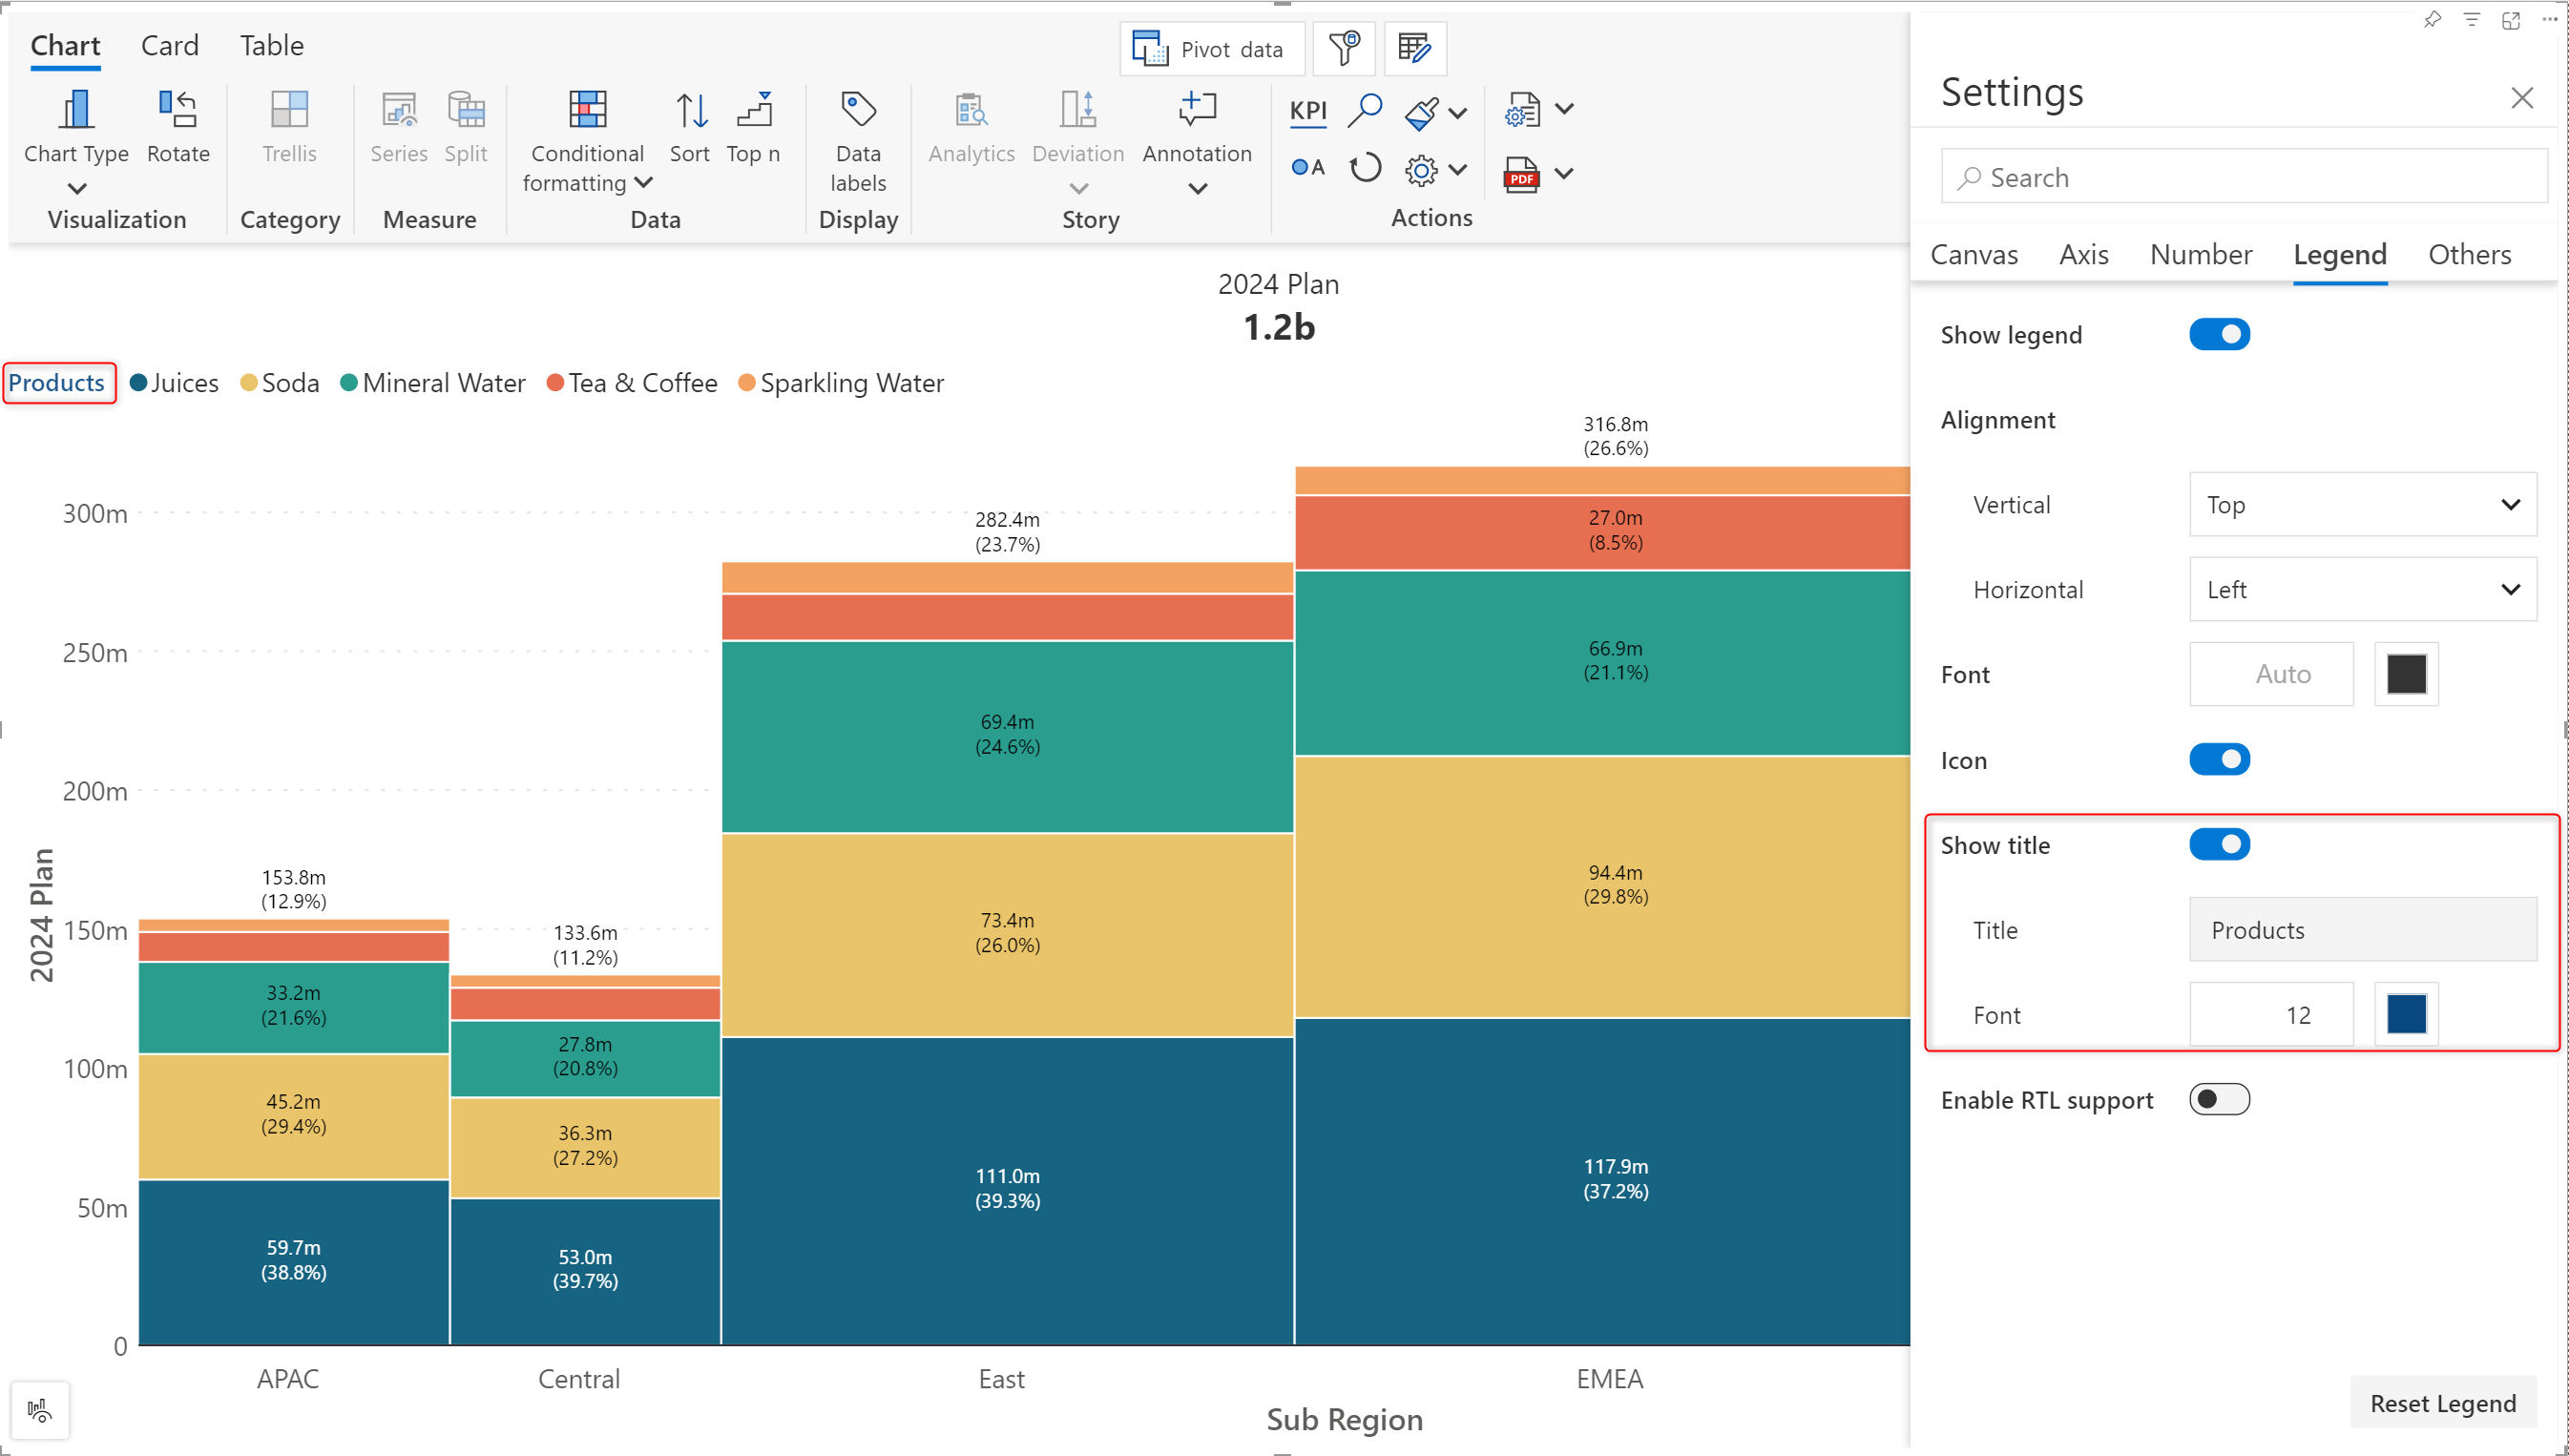 Chart Card Table
Pivot data
Chart Type Rotate Trellis Series Split Conditional formatting Sort Top n Data labels Analytics Deviation Annotation
KPI
A
PDF
Visualization Category Measure Data Display Story Actions
2024 Plan
1.2b
Products Juices Soda Mineral Water Tea & Coffee Sparkling Water
2024 Plan
300m
250m
200m
150m
100m
50m
0
153.8m
(12.9%)
33.2m
(21.6%)
45.2m
(29.4%)
59.7m
(38.8%)
133.6m
(11.2%)
27.8m
(20.8%)
36.3m
(27.2%)
53.0m
(39.7%)
282.4m
(23.7%)
69.4m
(24.6%)
73.4m
(26.0%)
111.0m
(39.3%)
316.8m
(26.6%)
27.0m
(8.5%)
66.9m
(21.1%)
94.4m
(29.8%)
117.9m
(37.2%)
APAC Central East EMEA
Sub Region
Settings
Search
Canvas Axis Number Legend Others
Show legend
Alignment
Vertical Top
Horizontal Left
Font Auto
Icon
Show title
Title Products
Font 12
Enable RTL support
Reset Legend